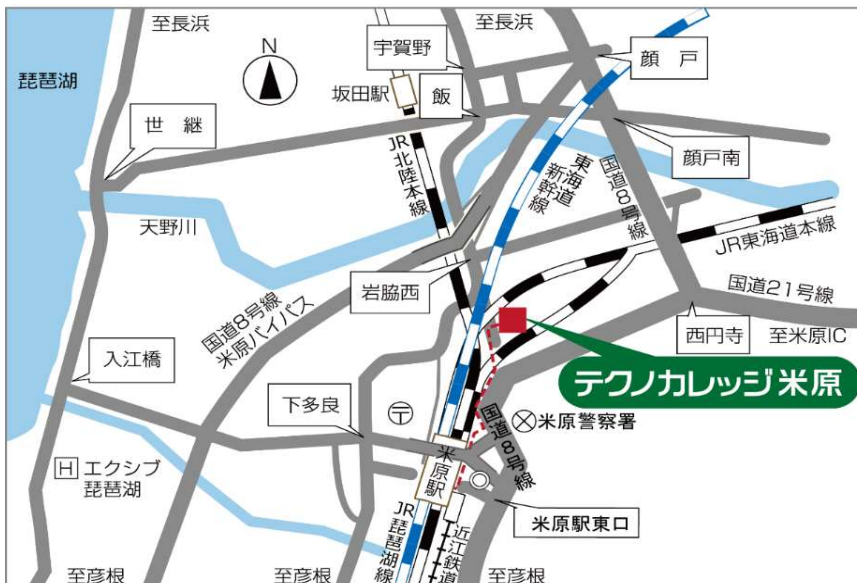 至長浜
至長浜
N
宇賀野
顔 戸
琵琶湖
坂田駅
飯
世 継
顔戸南
JR北陸本線
東海道新幹線
国道8号線
天野川
JR東海道本線
岩脇西
国道21号線
国道8号線
米原バイパス
西円寺
至米原IC
入江橋
テクノカレッジ米原
下多良
〒
国道8号線
米原警察署
米原駅
H エクシブ
琵琶湖
米原駅東口
JR琵琶湖線
近江鉄道
至彦根
至彦根
至彦根